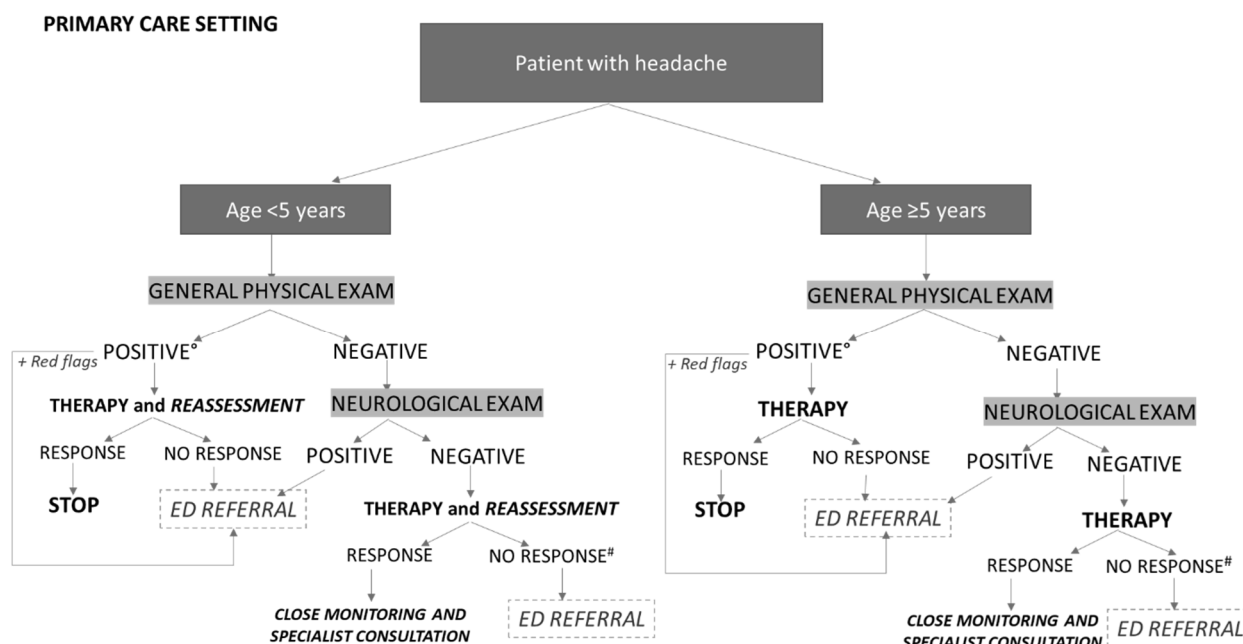 PRIMARY CARE SETTING
Patient with headache
Age <5 years
Age ≥5 years
GENERAL PHYSICAL EXAM
GENERAL PHYSICAL EXAM
+ Red flags
POSITIVE°
NEGATIVE
+ Red flags
POSITIVE°
NEGATIVE
THERAPY and REASSESSMENT
NEUROLOGICAL EXAM
THERAPY
NEUROLOGICAL EXAM
RESPONSE
NO RESPONSE
POSITIVE
NEGATIVE
RESPONSE
NO RESPONSE
POSITIVE
NEGATIVE
STOP
ED REFERRAL
THERAPY and REASSESSMENT
STOP
ED REFERRAL
THERAPY
RESPONSE
NO RESPONSE#
RESPONSE
NO RESPONSE#
CLOSE MONITORING AND
SPECIALIST CONSULTATION
ED REFERRAL
CLOSE MONITORING AND
SPECIALIST CONSULTATION
ED REFERRAL